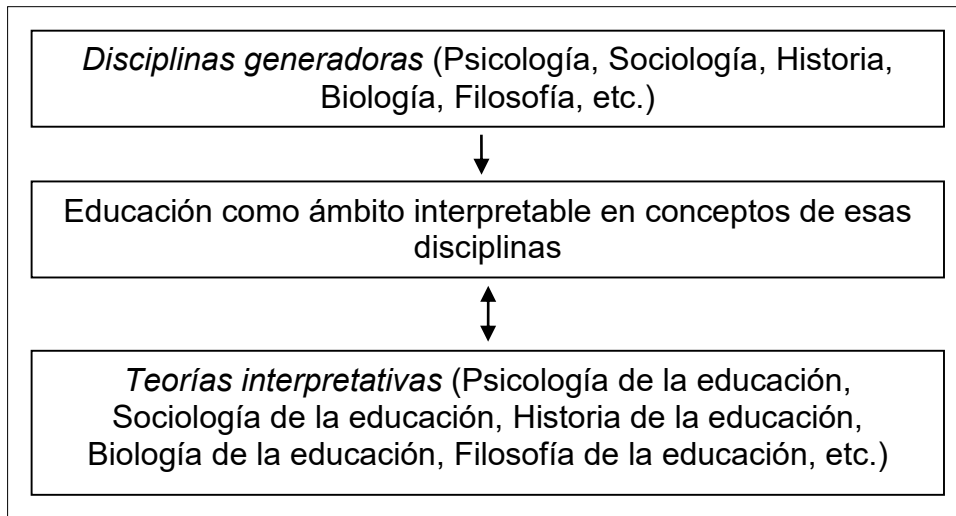 Disciplinas generadoras (Psicología, Sociología, Historia,
Biología, Filosofía, etc.)
Educación como ámbito interpretable en conceptos de esas
disciplinas
Teorías interpretativas (Psicología de la educación,
Sociología de la educación, Historia de la educación,
Biología de la educación, Filosofía de la educación, etc.)